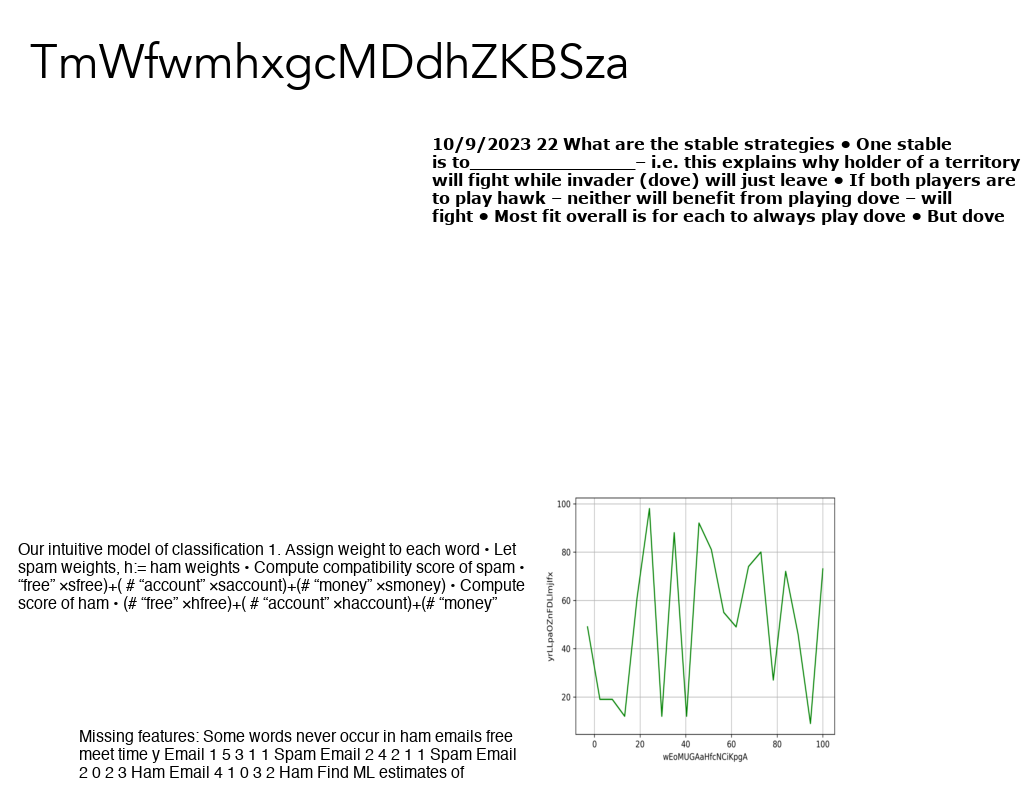 TmWfwmhxgcMDdhZKBSza
10/9/2023 22 What are the stable strategies • One stable
is to____________________– i.e. this explains why holder of a territory
will fight while invader (dove) will just leave • If both players are
to play hawk – neither will benefit from playing dove – will
fight • Most fit overall is for each to always play dove • But dove
Our intuitive model of classification 1. Assign weight to each word • Let
spam weights, h:= ham weights • Compute compatibility score of spam •
“free” ×sfree)+( # “account” ×saccount)+(# “money” ×smoney) • Compute
score of ham • (# “free” ×hfree)+( # “account” ×haccount)+(# “money”
100
80
60
40
20
yrLLpaOZnFDLlmjlfx
0 20 40 60 80 100
wEoMUGAaHfcNCiKpgA
Missing features: Some words never occur in ham emails free
meet time y Email 1 5 3 1 1 Spam Email 2 4 2 1 1 Spam Email
2 0 2 3 Ham Email 4 1 0 3 2 Ham Find ML estimates of